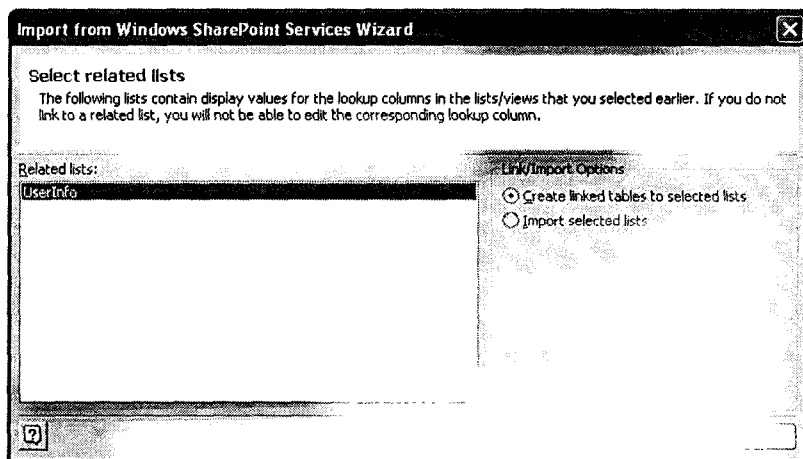 Import from Windows SharePoint Services Wizard
Select related lists
The following lists contain display values for the lookup columns in the lists/views that you selected earlier. If you do not
link to a related list, you will not be able to edit the corresponding lookup column.
Related lists:
UserInfo
Link/Import Options
Create linked tables to selected lists
Import selected lists
?